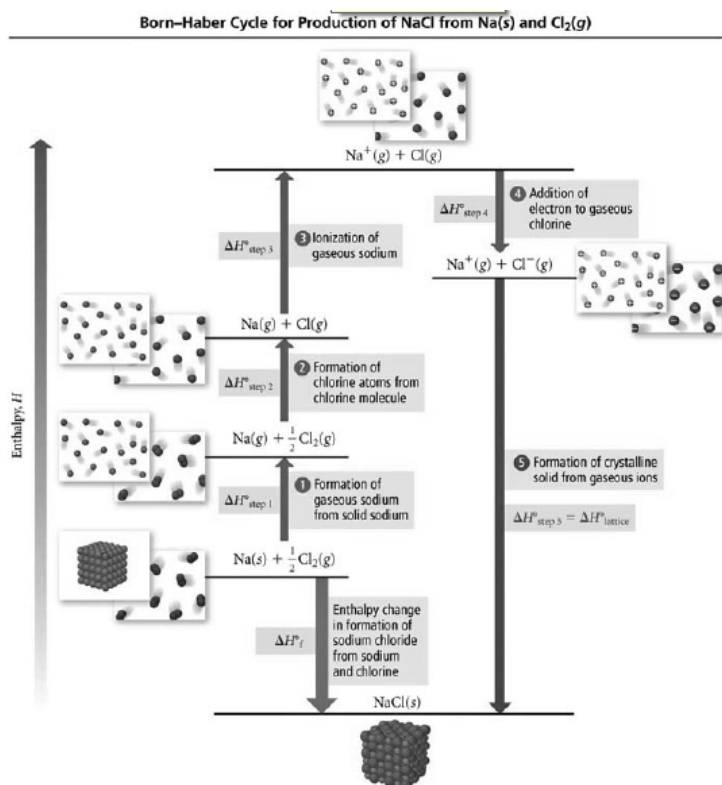 Born–Haber Cycle for Production of NaCl from Na(s) and Cl₂(g)
Na⁺(g) + Cl(g)
ΔH°step 3
3 Ionization of
gaseous sodium
ΔH°step 4
4 Addition of
electron to gaseous
chlorine
Na⁺(g) + Cl⁻(g)
Na(g) + Cl(g)
ΔH°step 2
2 Formation of
chlorine atoms from
chlorine molecule
Na(g) + ½Cl₂(g)
Enthalpy, H
ΔH°step 1
1 Formation of
gaseous sodium
from solid sodium
5 Formation of crystalline
solid from gaseous ions
ΔH°step 5 = ΔH°lattice
Na(s) + ½Cl₂(g)
ΔH°f
Enthalpy change
in formation of
sodium chloride
from sodium
and chlorine
NaCl(s)